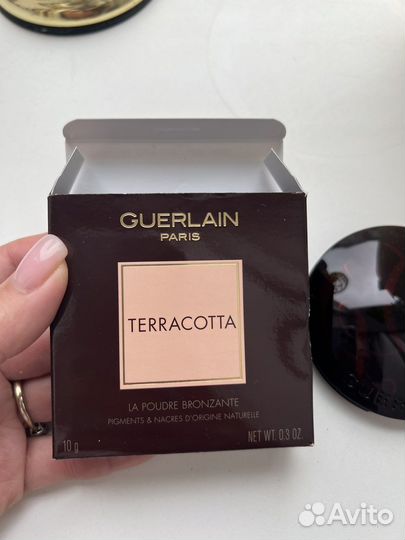 GUERLAIN
PARIS
TERRACOTTA
LA POUDRE BRONZANTE
PIGMENTS & NACRES D'ORIGINE NATURELLE
10 g
NET WT. 0.3 OZ.
Avito